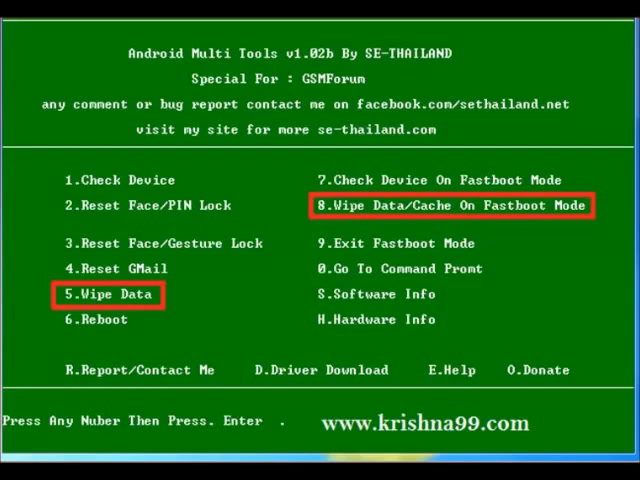 Android Multi Tools v1.02b By SE-THAILAND
Special For : GSMForum
any comment or bug report contact me on facebook.com/sethailand.net
visit my site for more se-thailand.com
1.Check Device 7.Check Device On Fastboot Mode
2.Reset Face/PIN Lock 8.Wipe Data/Cache On Fastboot Mode
3.Reset Face/Gesture Lock 9.Exit Fastboot Mode
4.Reset GMail 0.Go To Command Promt
5.Wipe Data S.Software Info
6.Reboot H.Hardware Info
R.Report/Contact Me D.Driver Download E.Help O.Donate
Press Any Nuber Then Press. Enter .
www.krishna99.com